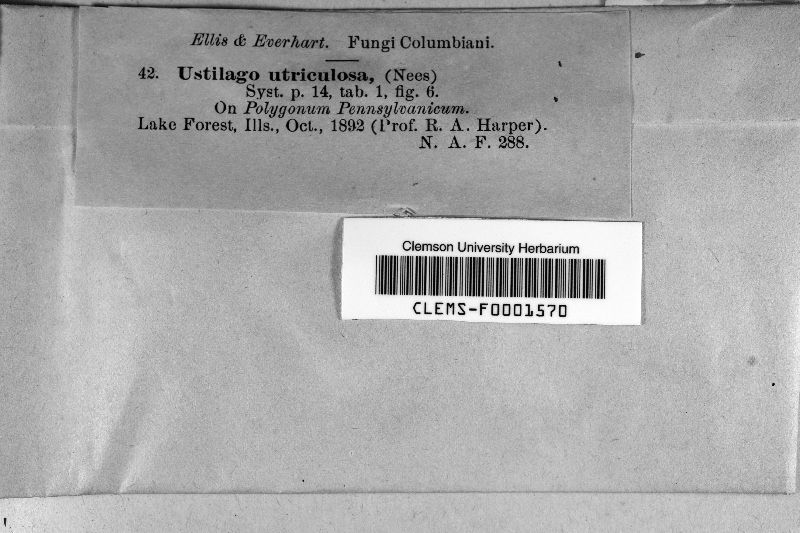 Ellis & Everhart. Fungi Columbiani.
42. Ustilago utriculosa, (Nees)
Syst. p. 14, tab. 1, fig. 6.
On Polygonum Pennsylvanicum.
Lake Forest, Ills., Oct., 1892 (Prof. R. A. Harper).
N. A. F. 288.
Clemson University Herbarium
CLEMS-F0001570